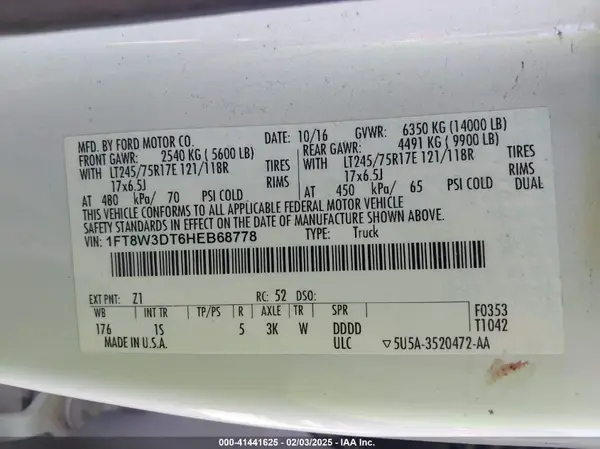 MFD. BY FORD MOTOR CO. DATE: 10/16 GVWR: 6350 KG (14000 LB)
FRONT GAWR: 2540 KG ( 5600 LB) REAR GAWR: 4491 KG ( 9900 LB)
WITH LT245/75R17E 121/118R TIRES WITH LT245/75R17E 121/118R TIRES
17x6.5J RIMS 17x6.5J RIMS
AT 480 kPa/ 70 PSI COLD AT 450 kPa/ 65 PSI COLD
THIS VEHICLE CONFORMS TO ALL APPLICABLE FEDERAL MOTOR VEHICLE
SAFETY STANDARDS IN EFFECT ON THE DATE OF MANUFACTURE SHOWN ABOVE.
VIN: 1FT8W3DT6HEB68778 TYPE: Truck
EXT PNT: Z1 RC: 52 DSO:
WB INT TR TP/PS R AXLE TR SPR F0353
176 1S 5 3K W DDDD T1042
MADE IN U.S.A. ULC ▽5U5A-3520472-AA
00-41441625 - 02/03/2025 - IAA Inc.